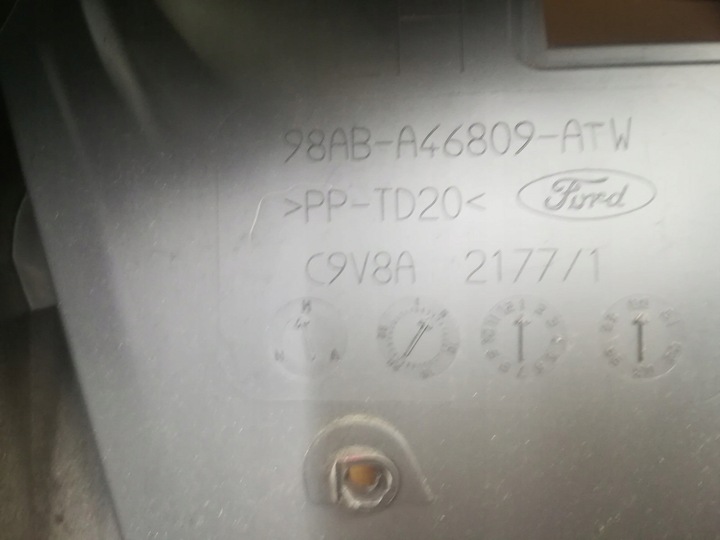 98AB-A46809-ATW
>PP-TD20< Ford
C9V8A 2177/1